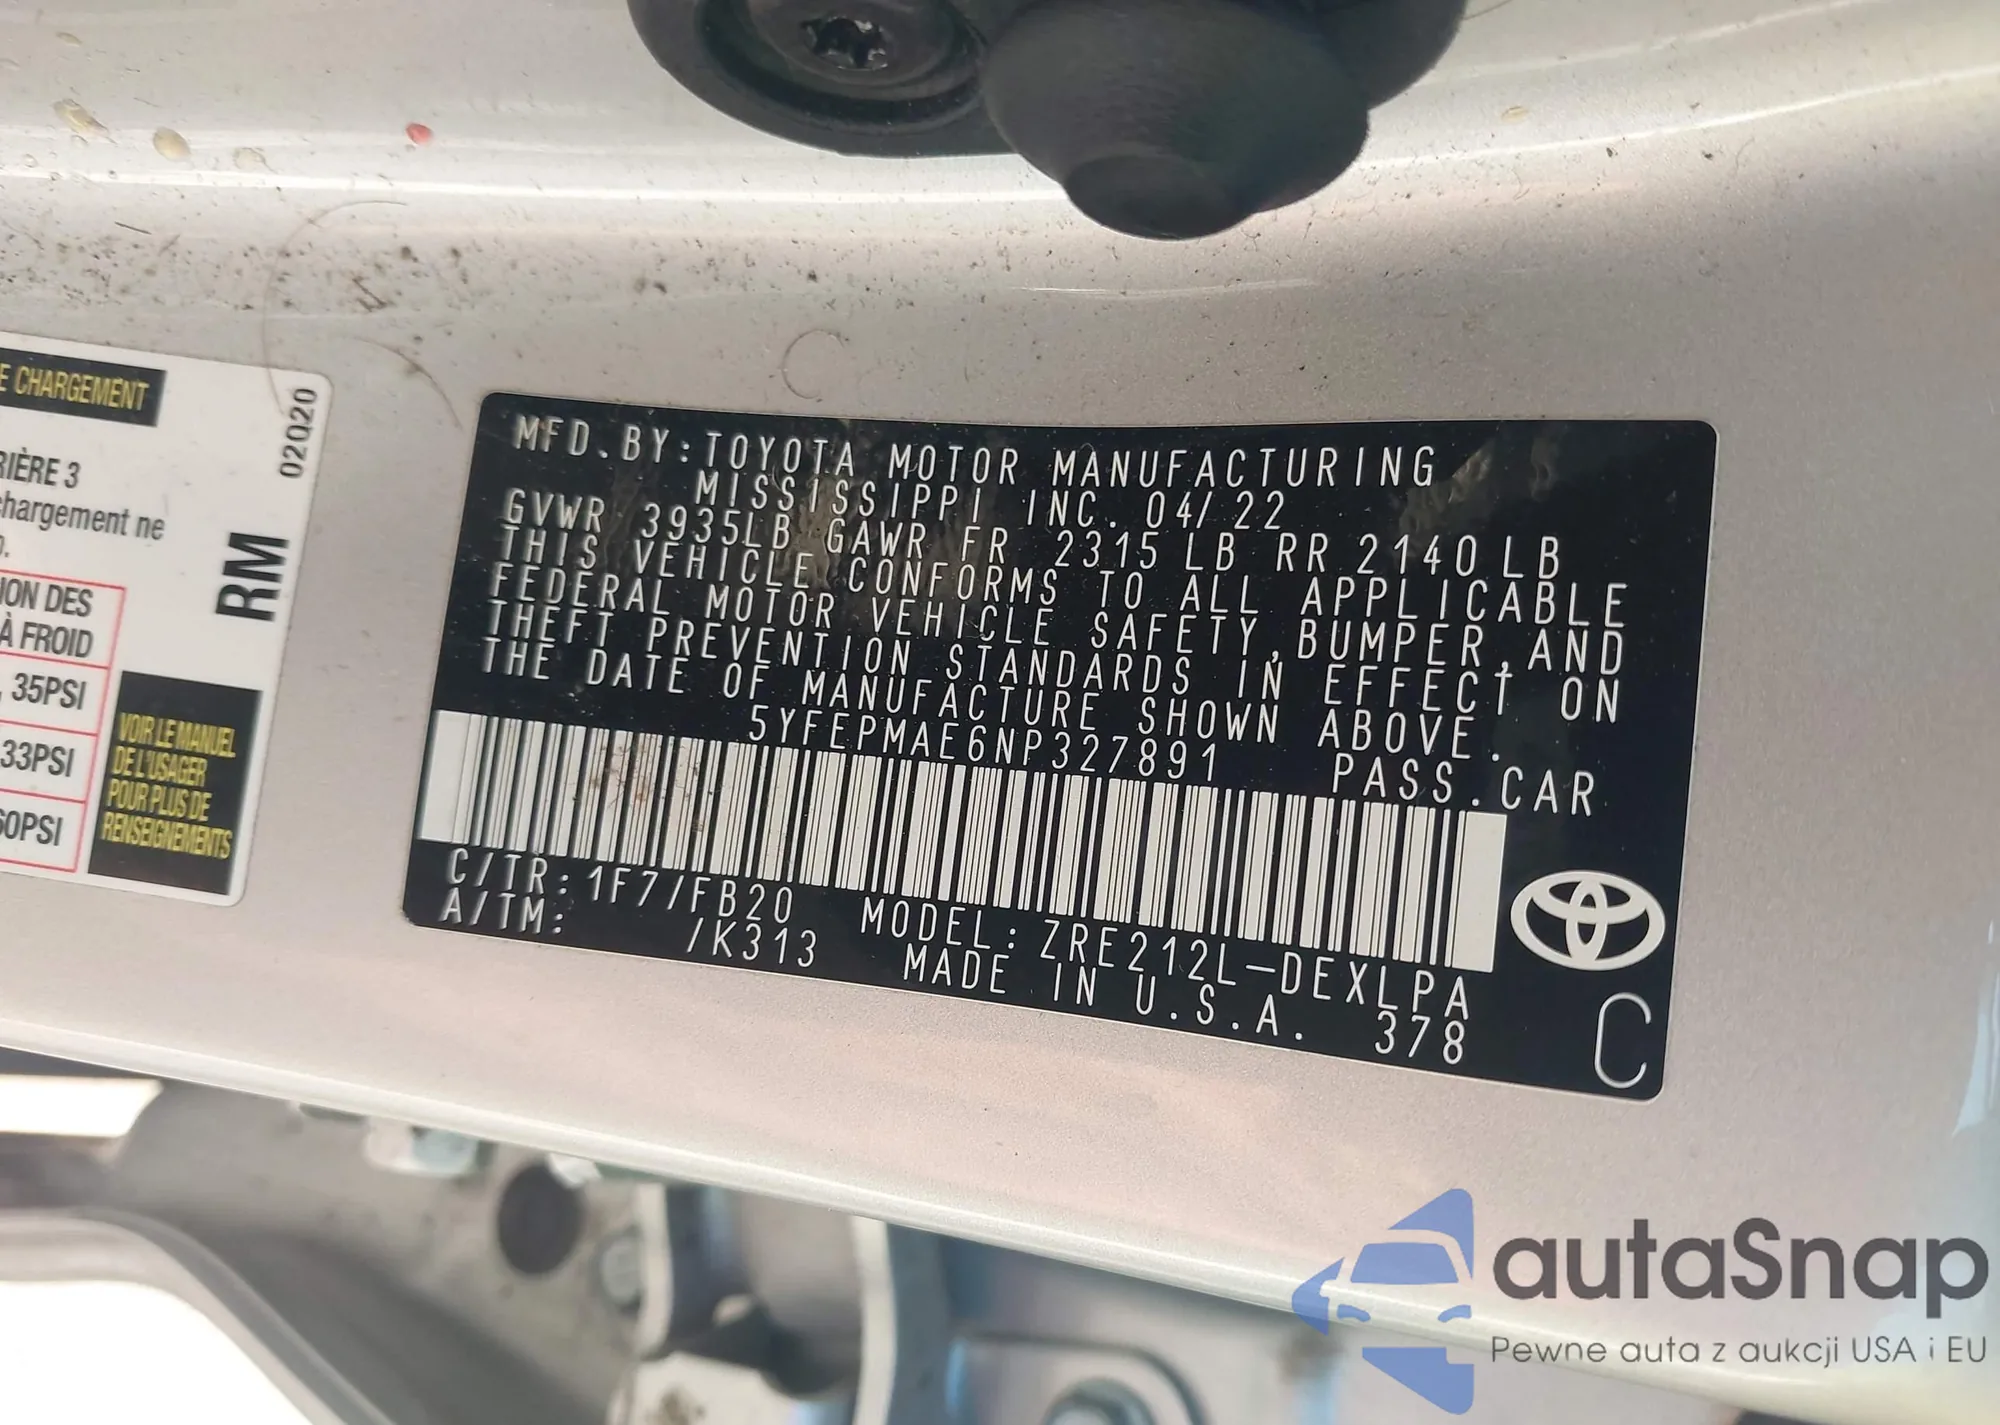 E CHARGEMENT
RIÈRE 3
chargement ne
02Q20
RM
ION DES
À FROID
, 35PSI
33PSI
60PSI
VOIR LE MANUEL
DE L'USAGER
POUR PLUS DE
RENSEIGNEMENTS
MFD.BY:TOYOTA MOTOR MANUFACTURING
MISSISSIPPI INC. 04/22
GVWR 3935LB GAWR FR 2315LB RR 2140LB
THIS VEHICLE CONFORMS TO ALL APPLICABLE
FEDERAL MOTOR VEHICLE SAFETY,BUMPER,AND
THEFT PREVENTION STANDARDS IN EFFECT ON
THE DATE OF MANUFACTURE SHOWN ABOVE.
5YFEPMAE6NP327891 PASS.CAR
C/TR:1F7/FB20 MODEL:ZRE212L-DEXLPA
A/TM: /K313 MADE IN U.S.A. 378
C
autaSnap
Pewne auta z aukcji USA i EU